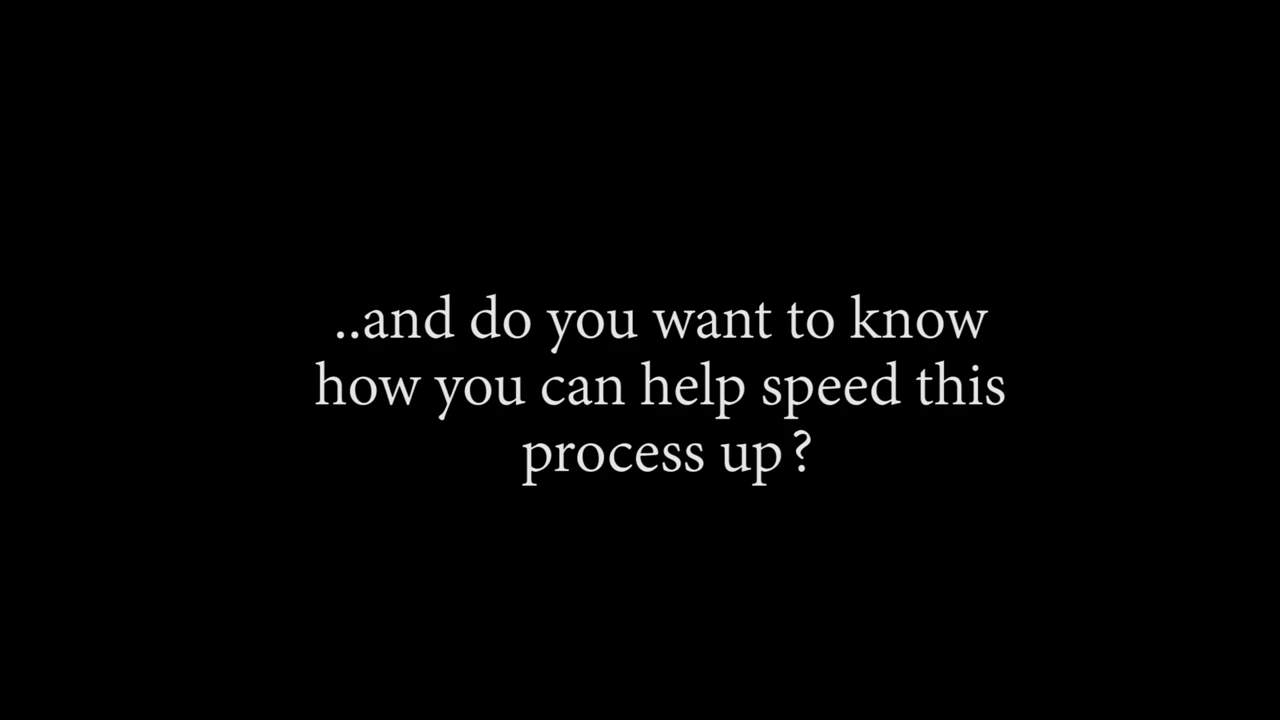 ..and do you want to know
how you can help speed this
process up?